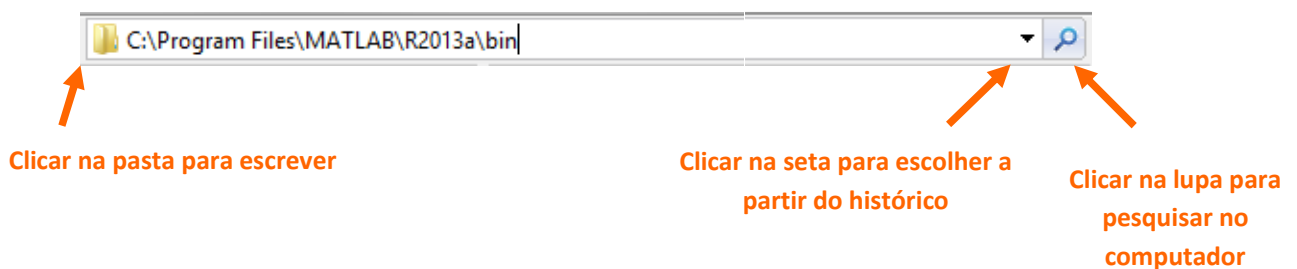 C:\Program Files\MATLAB\R2013a\bin
Clicar na pasta para escrever
Clicar na seta para escolher a
partir do histórico
Clicar na lupa para
pesquisar no
computador